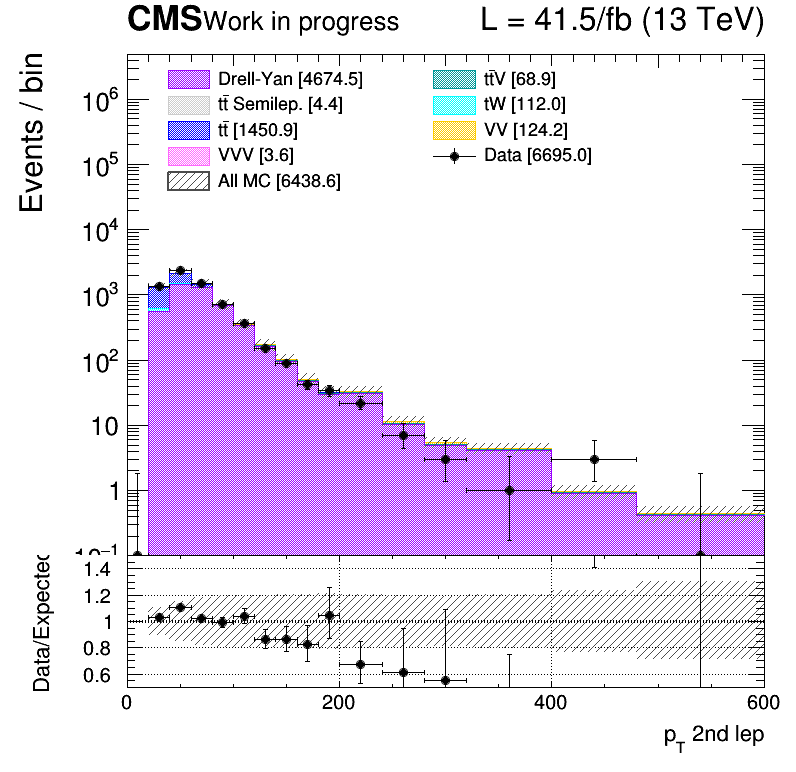 CMS Work in progress L = 41.5/fb (13 TeV)
Events / bin
Drell-Yan [4674.5]
tt̄ Semilep. [4.4]
tt̄ [1450.9]
VVV [3.6]
All MC [6438.6]
tt̄V [68.9]
tW [112.0]
VV [124.2]
Data [6695.0]
10⁶
10⁵
10⁴
10³
10²
10
1
10⁻¹
Data/Expected
1.4
1.2
1
0.8
0.6
0 200 400 600
p_T 2nd lep